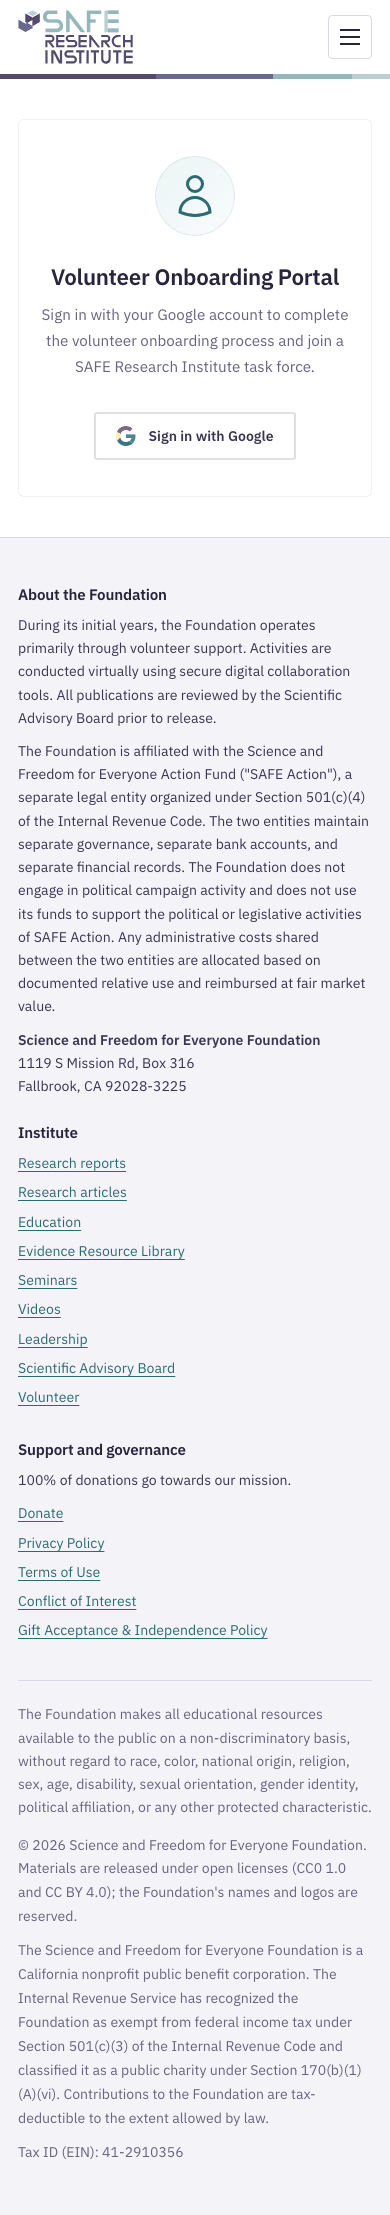 SAFE
RESEARCH
INSTITUTE
Volunteer Onboarding Portal
Sign in with your Google account to complete
the volunteer onboarding process and join a
SAFE Research Institute task force.
Sign in with Google
About the Foundation
During its initial years, the Foundation operates
primarily through volunteer support. Activities are
conducted virtually using secure digital collaboration
tools. All publications are reviewed by the Scientific
Advisory Board prior to release.
The Foundation is affiliated with the Science and
Freedom for Everyone Action Fund ("SAFE Action"), a
separate legal entity organized under Section 501(c)(4)
of the Internal Revenue Code. The two entities maintain
separate governance, separate bank accounts, and
separate financial records. The Foundation does not
engage in political campaign activity and does not use
its funds to support the political or legislative activities
of SAFE Action. Any administrative costs shared
between the two entities are allocated based on
documented relative use and reimbursed at fair market
value.
Science and Freedom for Everyone Foundation
1119 S Mission Rd, Box 316
Fallbrook, CA 92028-3225
Institute
Research reports
Research articles
Education
Evidence Resource Library
Seminars
Videos
Leadership
Scientific Advisory Board
Volunteer
Support and governance
100% of donations go towards our mission.
Donate
Privacy Policy
Terms of Use
Conflict of Interest
Gift Acceptance & Independence Policy
The Foundation makes all educational resources
available to the public on a non-discriminatory basis,
without regard to race, color, national origin, religion,
sex, age, disability, sexual orientation, gender identity,
political affiliation, or any other protected characteristic.
© 2026 Science and Freedom for Everyone Foundation.
Materials are released under open licenses (CC0 1.0
and CC BY 4.0); the Foundation's names and logos are
reserved.
The Science and Freedom for Everyone Foundation is a
California nonprofit public benefit corporation. The
Internal Revenue Service has recognized the
Foundation as exempt from federal income tax under
Section 501(c)(3) of the Internal Revenue Code and
classified it as a public charity under Section 170(b)(1)
(A)(vi). Contributions to the Foundation are tax-
deductible to the extent allowed by law.
Tax ID (EIN): 41-2910356